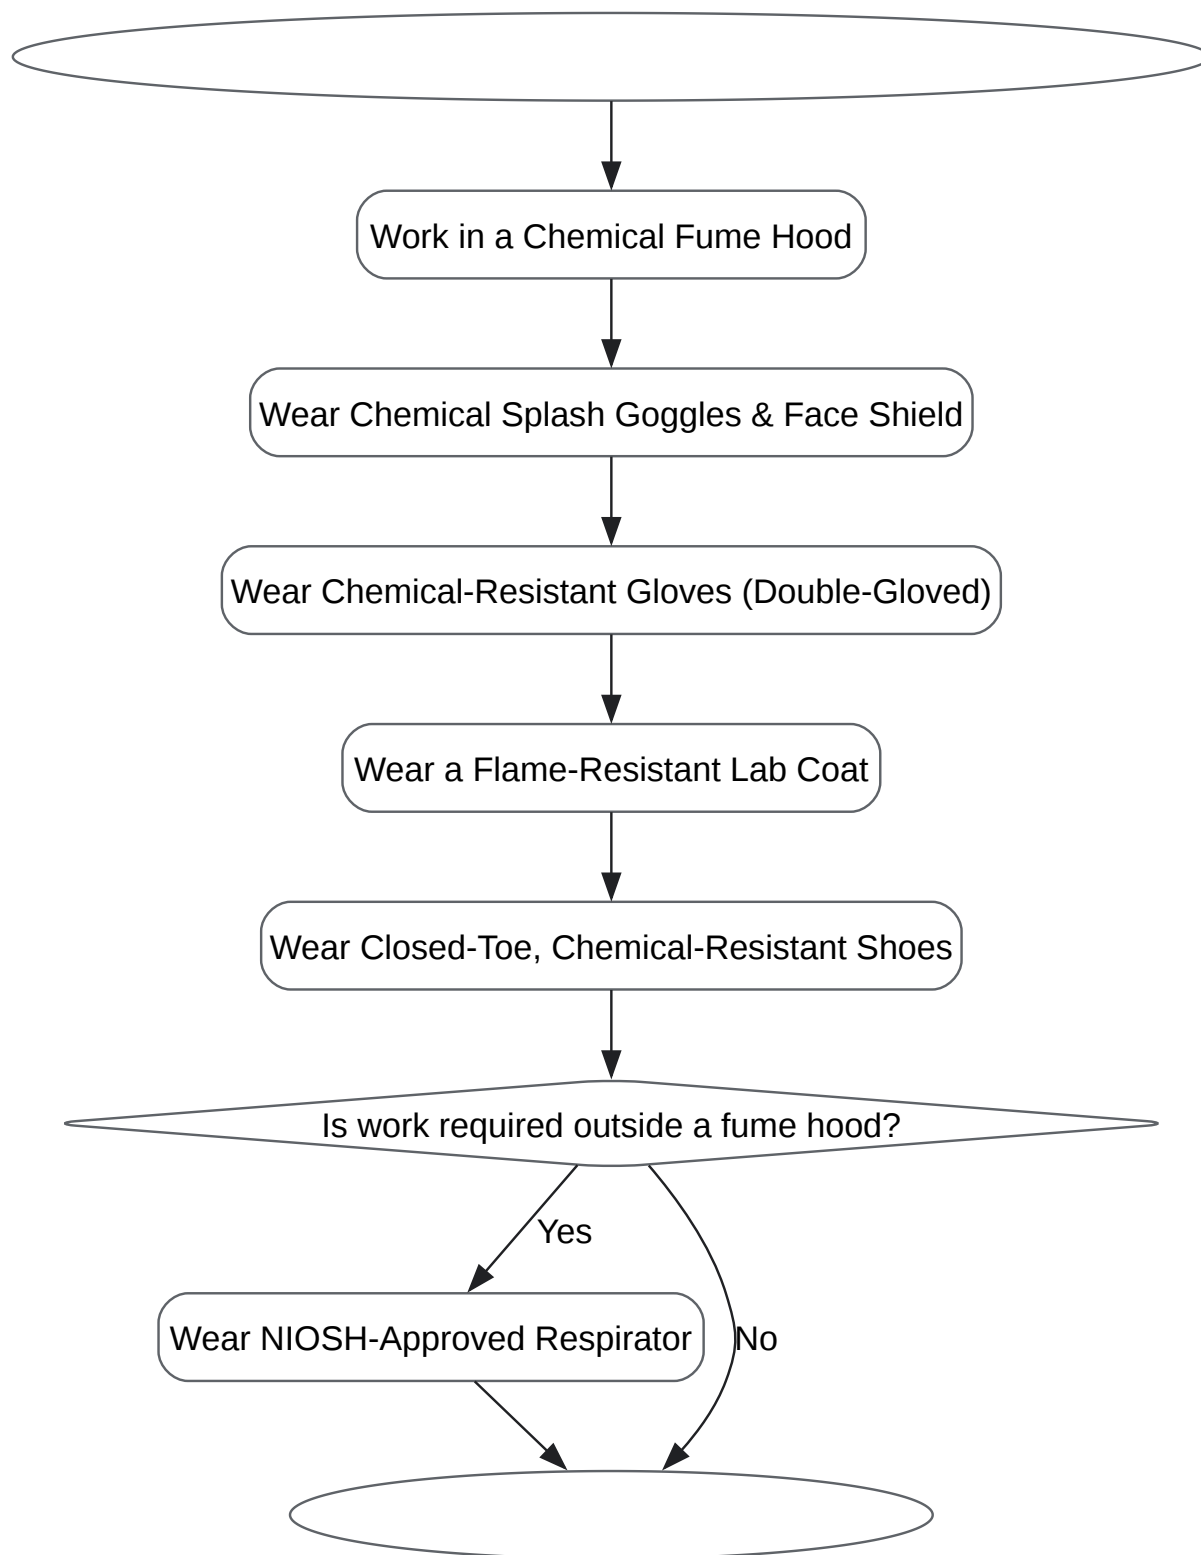 Work in a Chemical Fume Hood
Wear Chemical Splash Goggles & Face Shield
Wear Chemical-Resistant Gloves (Double-Gloved)
Wear a Flame-Resistant Lab Coat
Wear Closed-Toe, Chemical-Resistant Shoes
Is work required outside a fume hood?
Yes
Wear NIOSH-Approved Respirator
No